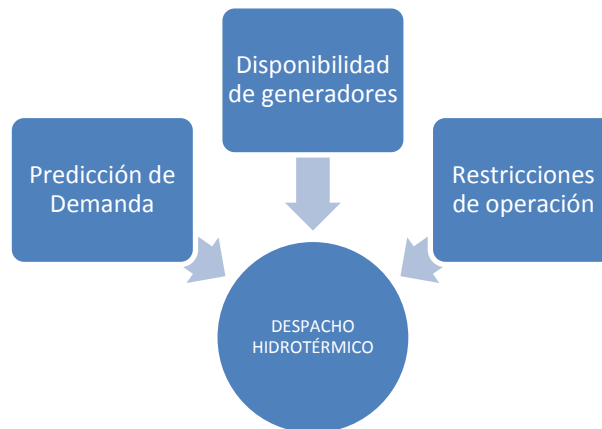 Disponibilidad
de generadores
Predicción de
Demanda
Restricciones
de operación
DESPACHO
HIDROTÉRMICO